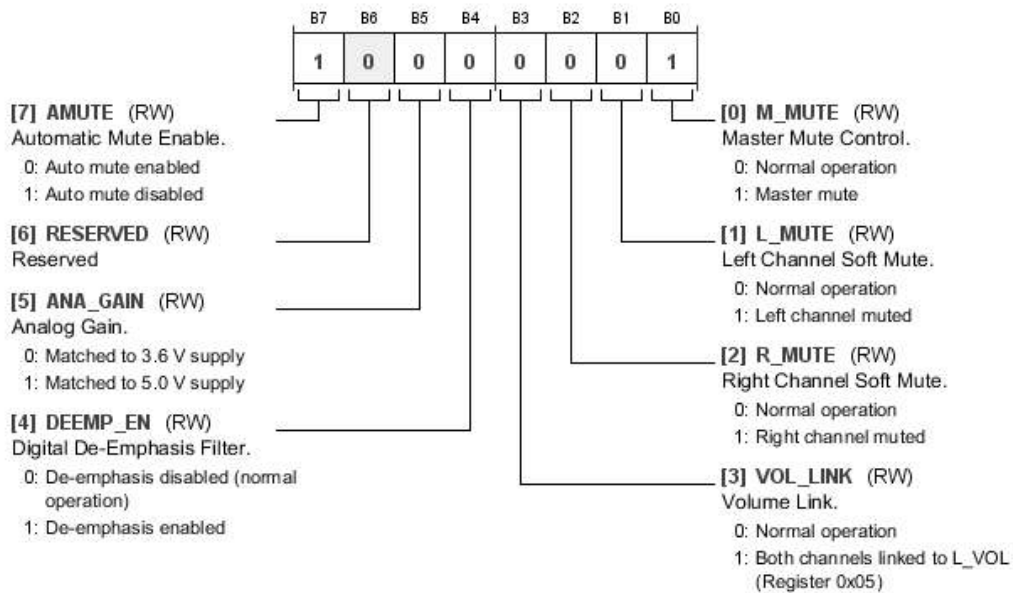 B7 B6 B5 B4 B3 B2 B1 B0
1 0 0 0 0 0 0 1
[7] AMUTE (RW)
Automatic Mute Enable.
0: Auto mute enabled
1: Auto mute disabled
[6] RESERVED (RW)
Reserved
[5] ANA_GAIN (RW)
Analog Gain.
0: Matched to 3.6 V supply
1: Matched to 5.0 V supply
[4] DEEMP_EN (RW)
Digital De-Emphasis Filter.
0: De-emphasis disabled (normal
operation)
1: De-emphasis enabled
[0] M_MUTE (RW)
Master Mute Control.
0: Normal operation
1: Master mute
[1] L_MUTE (RW)
Left Channel Soft Mute.
0: Normal operation
1: Left channel muted
[2] R_MUTE (RW)
Right Channel Soft Mute.
0: Normal operation
1: Right channel muted
[3] VOL_LINK (RW)
Volume Link.
0: Normal operation
1: Both channels linked to L_VOL
(Register 0x05)